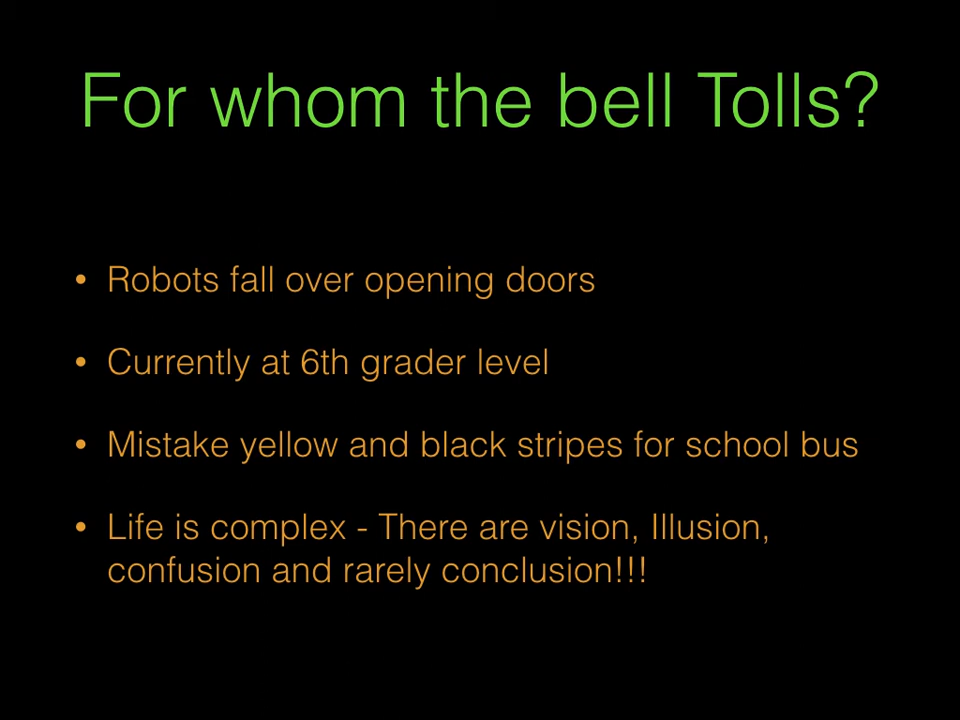 For whom the bell Tolls?
• Robots fall over opening doors
• Currently at 6th grader level
• Mistake yellow and black stripes for school bus
• Life is complex - There are vision, Illusion,
confusion and rarely conclusion!!!